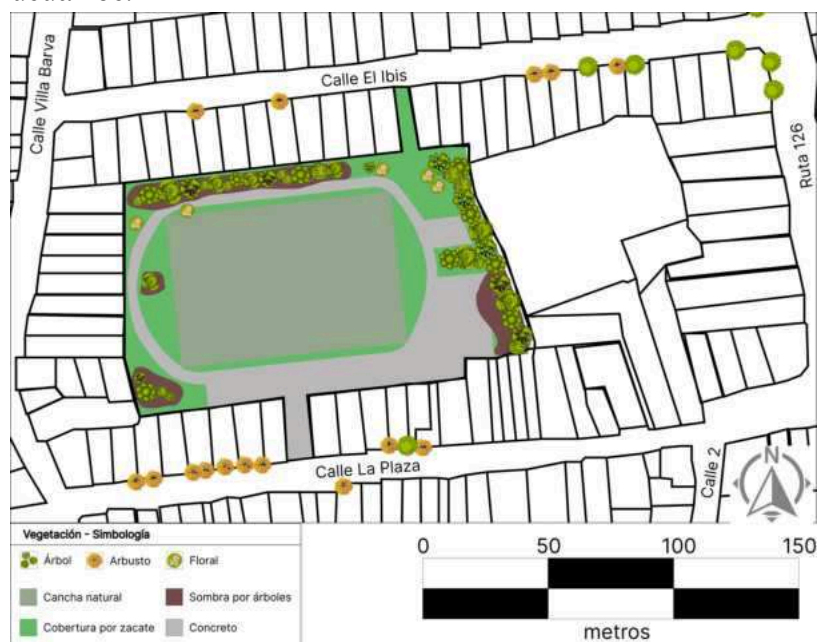 Calle El Ibis
Calle Villa Barva
Ruta 126
Calle La Plaza
Calle 2
N
Vegetación - Simbología
Árbol Arbusto Floral
Cancha natural Sombra por árboles
Cobertura por zacate Concreto
0 50 100 150
metros